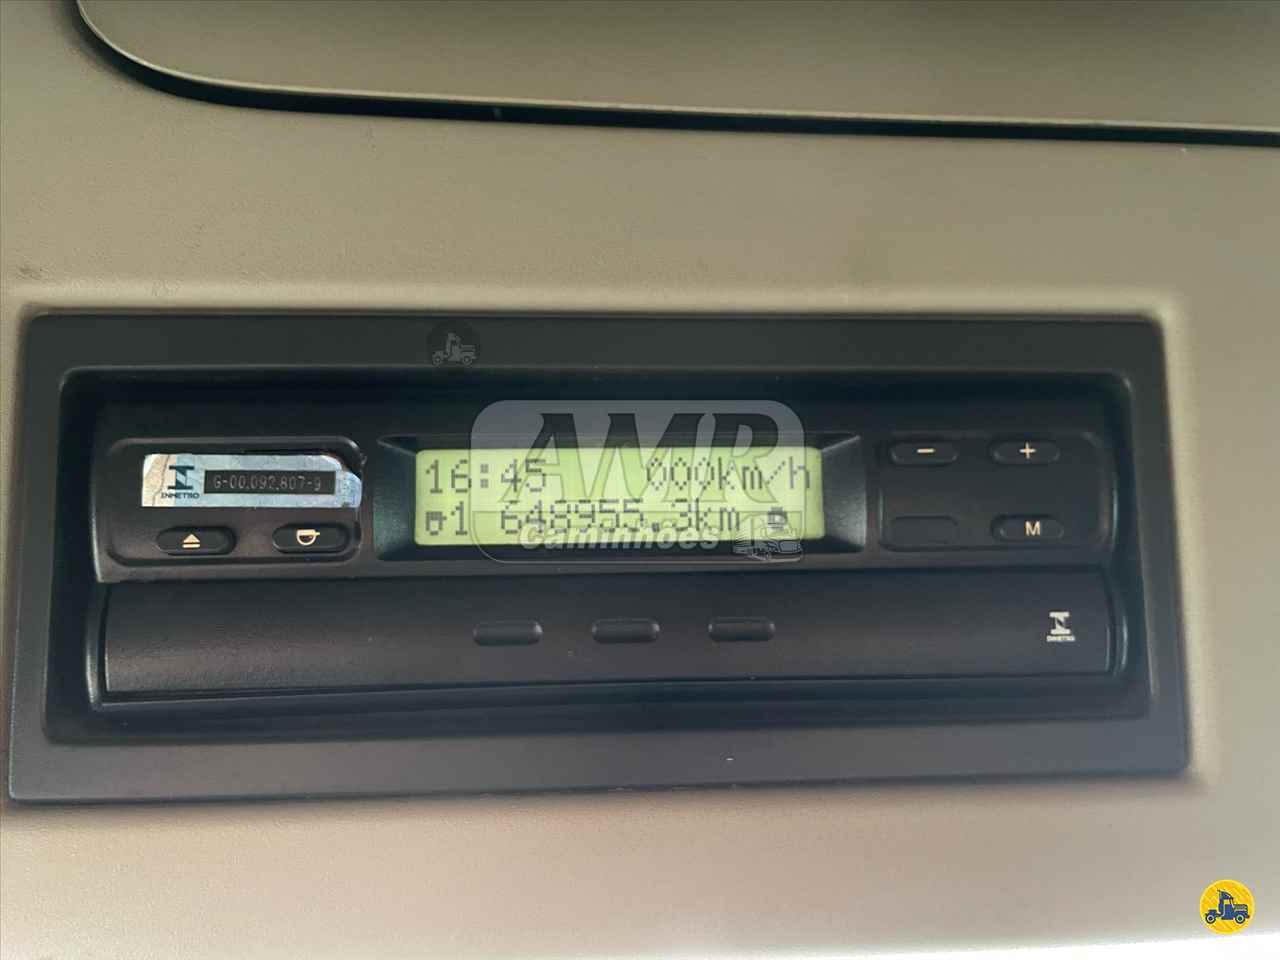 AMR
Caminhões
INMETRO
G-00.092.807-9
16:45 000km/h
1 648955.3km
- +
M
INMETRO